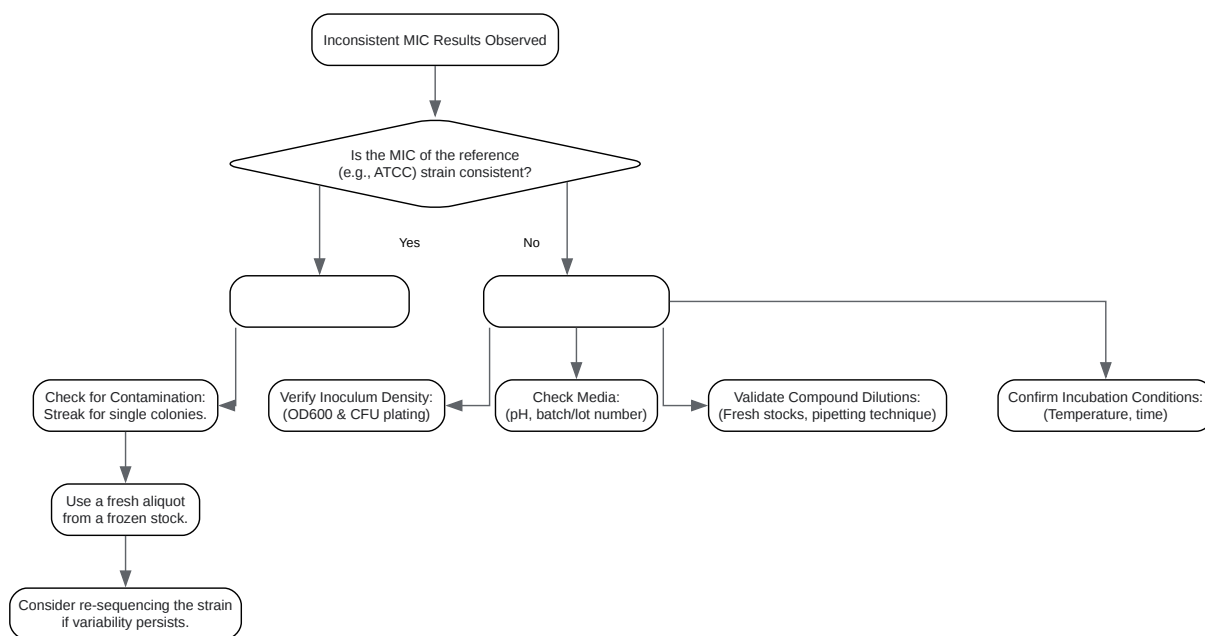 Inconsistent MIC Results Observed
Is the MIC of the reference
(e.g., ATCC) strain consistent?
Yes
No
Check for Contamination:
Streak for single colonies.
Verify Inoculum Density:
(OD600 & CFU plating)
Check Media:
(pH, batch/lot number)
Validate Compound Dilutions:
(Fresh stocks, pipetting technique)
Confirm Incubation Conditions:
(Temperature, time)
Use a fresh aliquot
from a frozen stock.
Consider re-sequencing the strain
if variability persists.